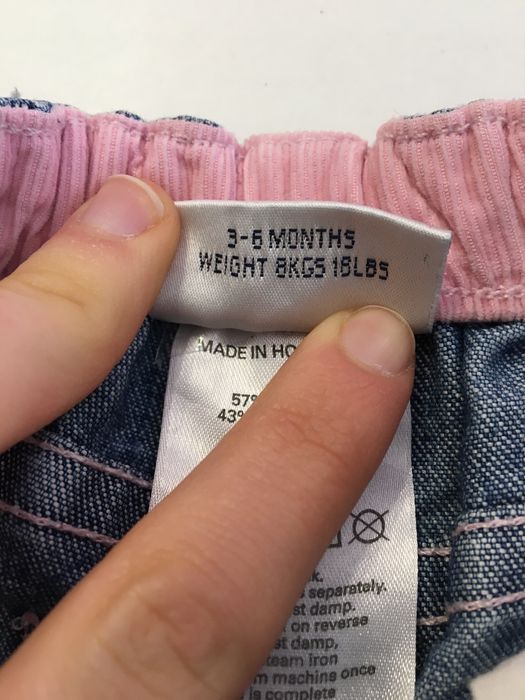 3-6 MONTHS
WEIGHT 8KGS 18LBS
MADE IN HO
57%
43%
k.
separately.
st damp.
on reverse
st damp,
team iron
m machine once
is complete